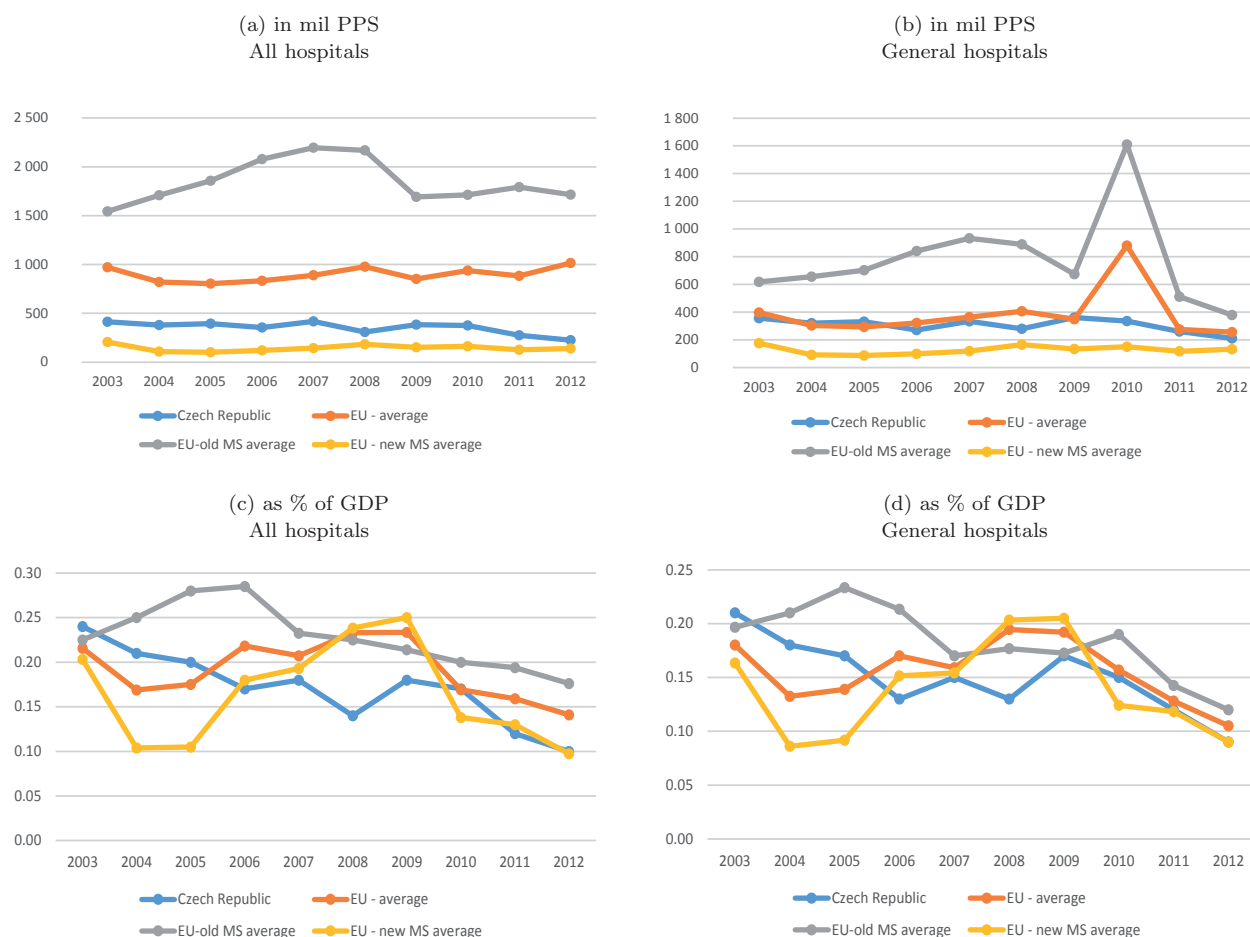 (a) in mil PPS
All hospitals
2 500
2 000
1 500
1 000
500
0
2003 2004 2005 2006 2007 2008 2009 2010 2011 2012
Czech Republic EU - average
EU-old MS average EU - new MS average
(b) in mil PPS
General hospitals
1 800
1 600
1 400
1 200
1 000
800
600
400
200
0
2003 2004 2005 2006 2007 2008 2009 2010 2011 2012
Czech Republic EU - average
EU-old MS average EU - new MS average
(c) as % of GDP
All hospitals
0.30
0.25
0.20
0.15
0.10
0.05
0.00
2003 2004 2005 2006 2007 2008 2009 2010 2011 2012
Czech Republic EU - average
EU-old MS average EU - new MS average
(d) as % of GDP
General hospitals
0.25
0.20
0.15
0.10
0.05
0.00
2003 2004 2005 2006 2007 2008 2009 2010 2011 2012
Czech Republic EU - average
EU-old MS average EU - new MS average